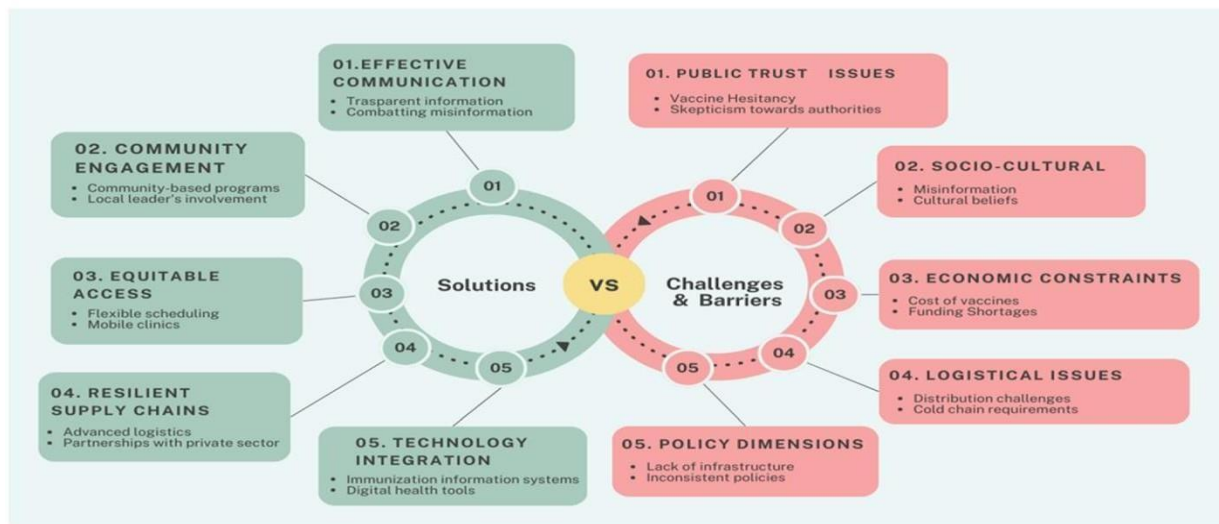 01.EFFECTIVE
COMMUNICATION
• Trasparent information
• Combatting misinformation
02. COMMUNITY
ENGAGEMENT
• Community-based programs
• Local leader's involvement
03. EQUITABLE
ACCESS
• Flexible scheduling
• Mobile clinics
04. RESILIENT
SUPPLY CHAINS
• Advanced logistics
• Partnerships with private sector
05. TECHNOLOGY
INTEGRATION
• Immunization information systems
• Digital health tools
01
02
03
04
05
Solutions
VS
Challenges
& Barriers
01
02
03
04
05
01. PUBLIC TRUST ISSUES
• Vaccine Hesitancy
• Skepticism towards authorities
02. SOCIO-CULTURAL
• Misinformation
• Cultural beliefs
03. ECONOMIC CONSTRAINTS
• Cost of vaccines
• Funding Shortages
04. LOGISTICAL ISSUES
• Distribution challenges
• Cold chain requirements
05. POLICY DIMENSIONS
• Lack of infrastructure
• Inconsistent policies